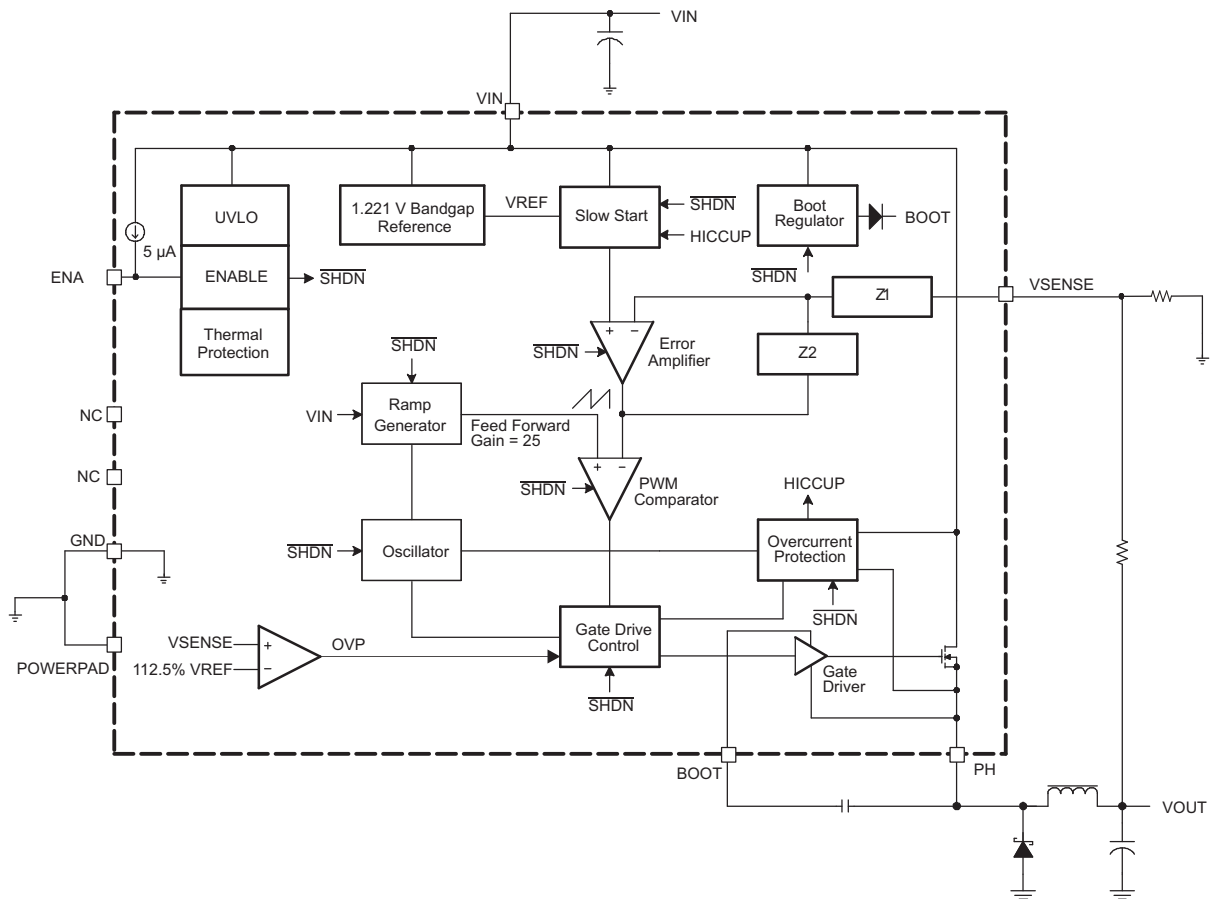 VIN
VIN
UVLO
1.221 V Bandgap
Reference
VREF
Slow Start
SHDN
HICCUP
Boot
Regulator
BOOT
5 µA
ENA
ENABLE
SHDN
SHDN
Z1
VSENSE
Thermal
Protection
SHDN
+
−
Error
Amplifier
Z2
SHDN
NC
VIN
Ramp
Generator
Feed Forward
Gain = 25
+
−
NC
SHDN
PWM
Comparator
HICCUP
GND
SHDN
Oscillator
Overcurrent
Protection
SHDN
POWERPAD
VSENSE
112.5% VREF
+
−
OVP
Gate Drive
Control
SHDN
Gate
Driver
BOOT
PH
VOUT